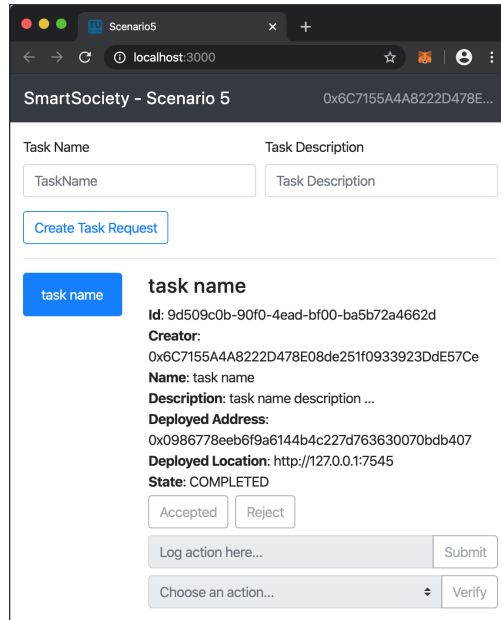 Scenario5
localhost:3000
SmartSociety - Scenario 5
0x6C7155A4A8222D478E...
Task Name
Task Description
TaskName
Task Description
Create Task Request
task name
task name
Id: 9d509c0b-90f0-4ead-bf00-ba5b72a4662d
Creator:
0x6C7155A4A8222D478E08de251f0933923DdE57Ce
Name: task name
Description: task name description ...
Deployed Address:
0x0986778eeb6f9a6144b4c227d763630070bdb407
Deployed Location: http://127.0.0.1:7545
State: COMPLETED
Accepted
Reject
Log action here...
Submit
Choose an action...
Verify